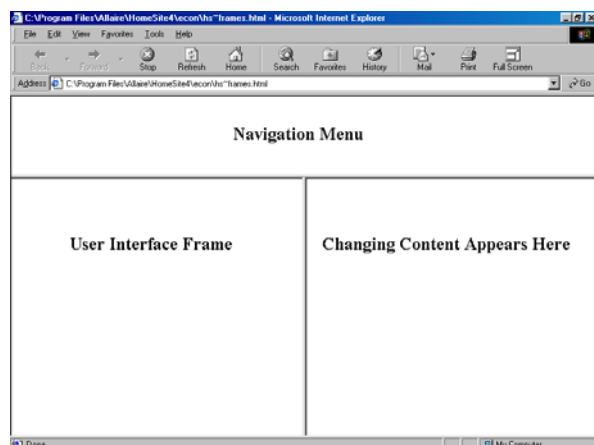 C:\Program Files\Allaire\HomeSite4\econ\hs~frames.html - Microsoft Internet Explorer
File Edit View Favorites Tools Help
Back Forward Stop Refresh Home Search Favorites History Mail Print Full Screen
Address C:\Program Files\Allaire\HomeSite4\econ\hs~frames.html Go
Navigation Menu
User Interface Frame Changing Content Appears Here
Done My Computer